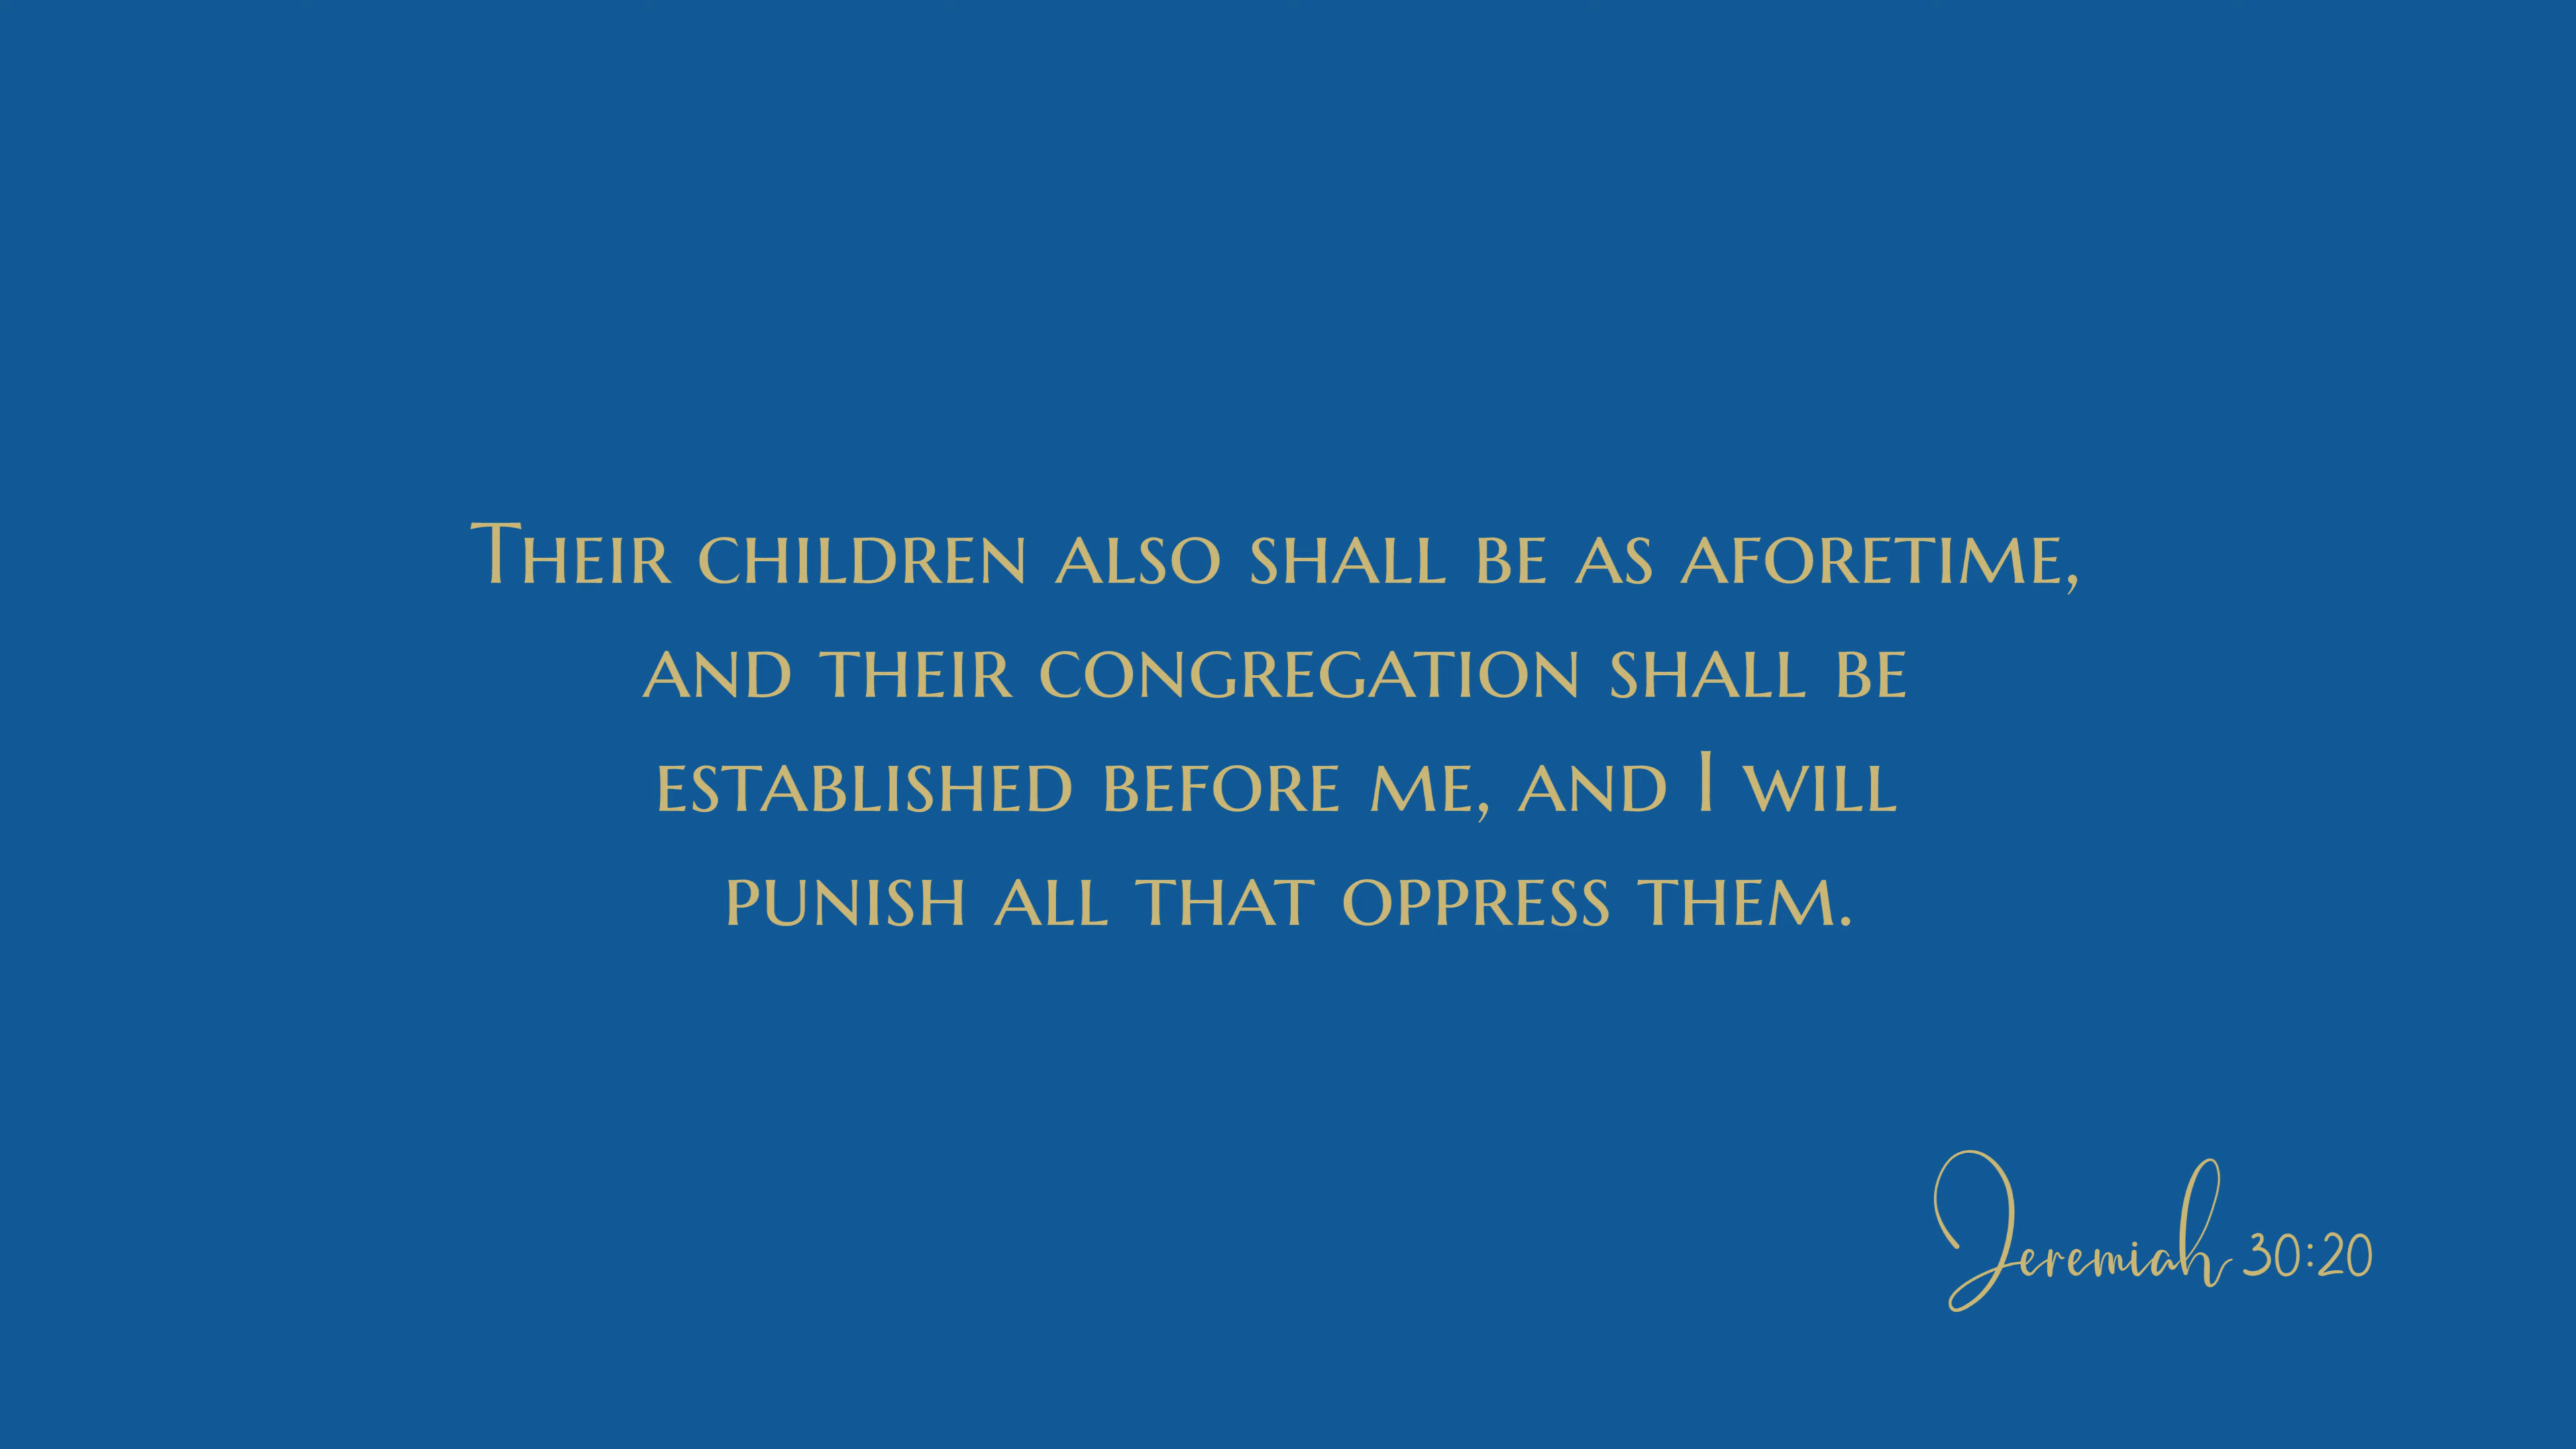 Their children also shall be as aforetime,
and their congregation shall be
established before me, and I will
punish all that oppress them.
Jeremiah 30:20